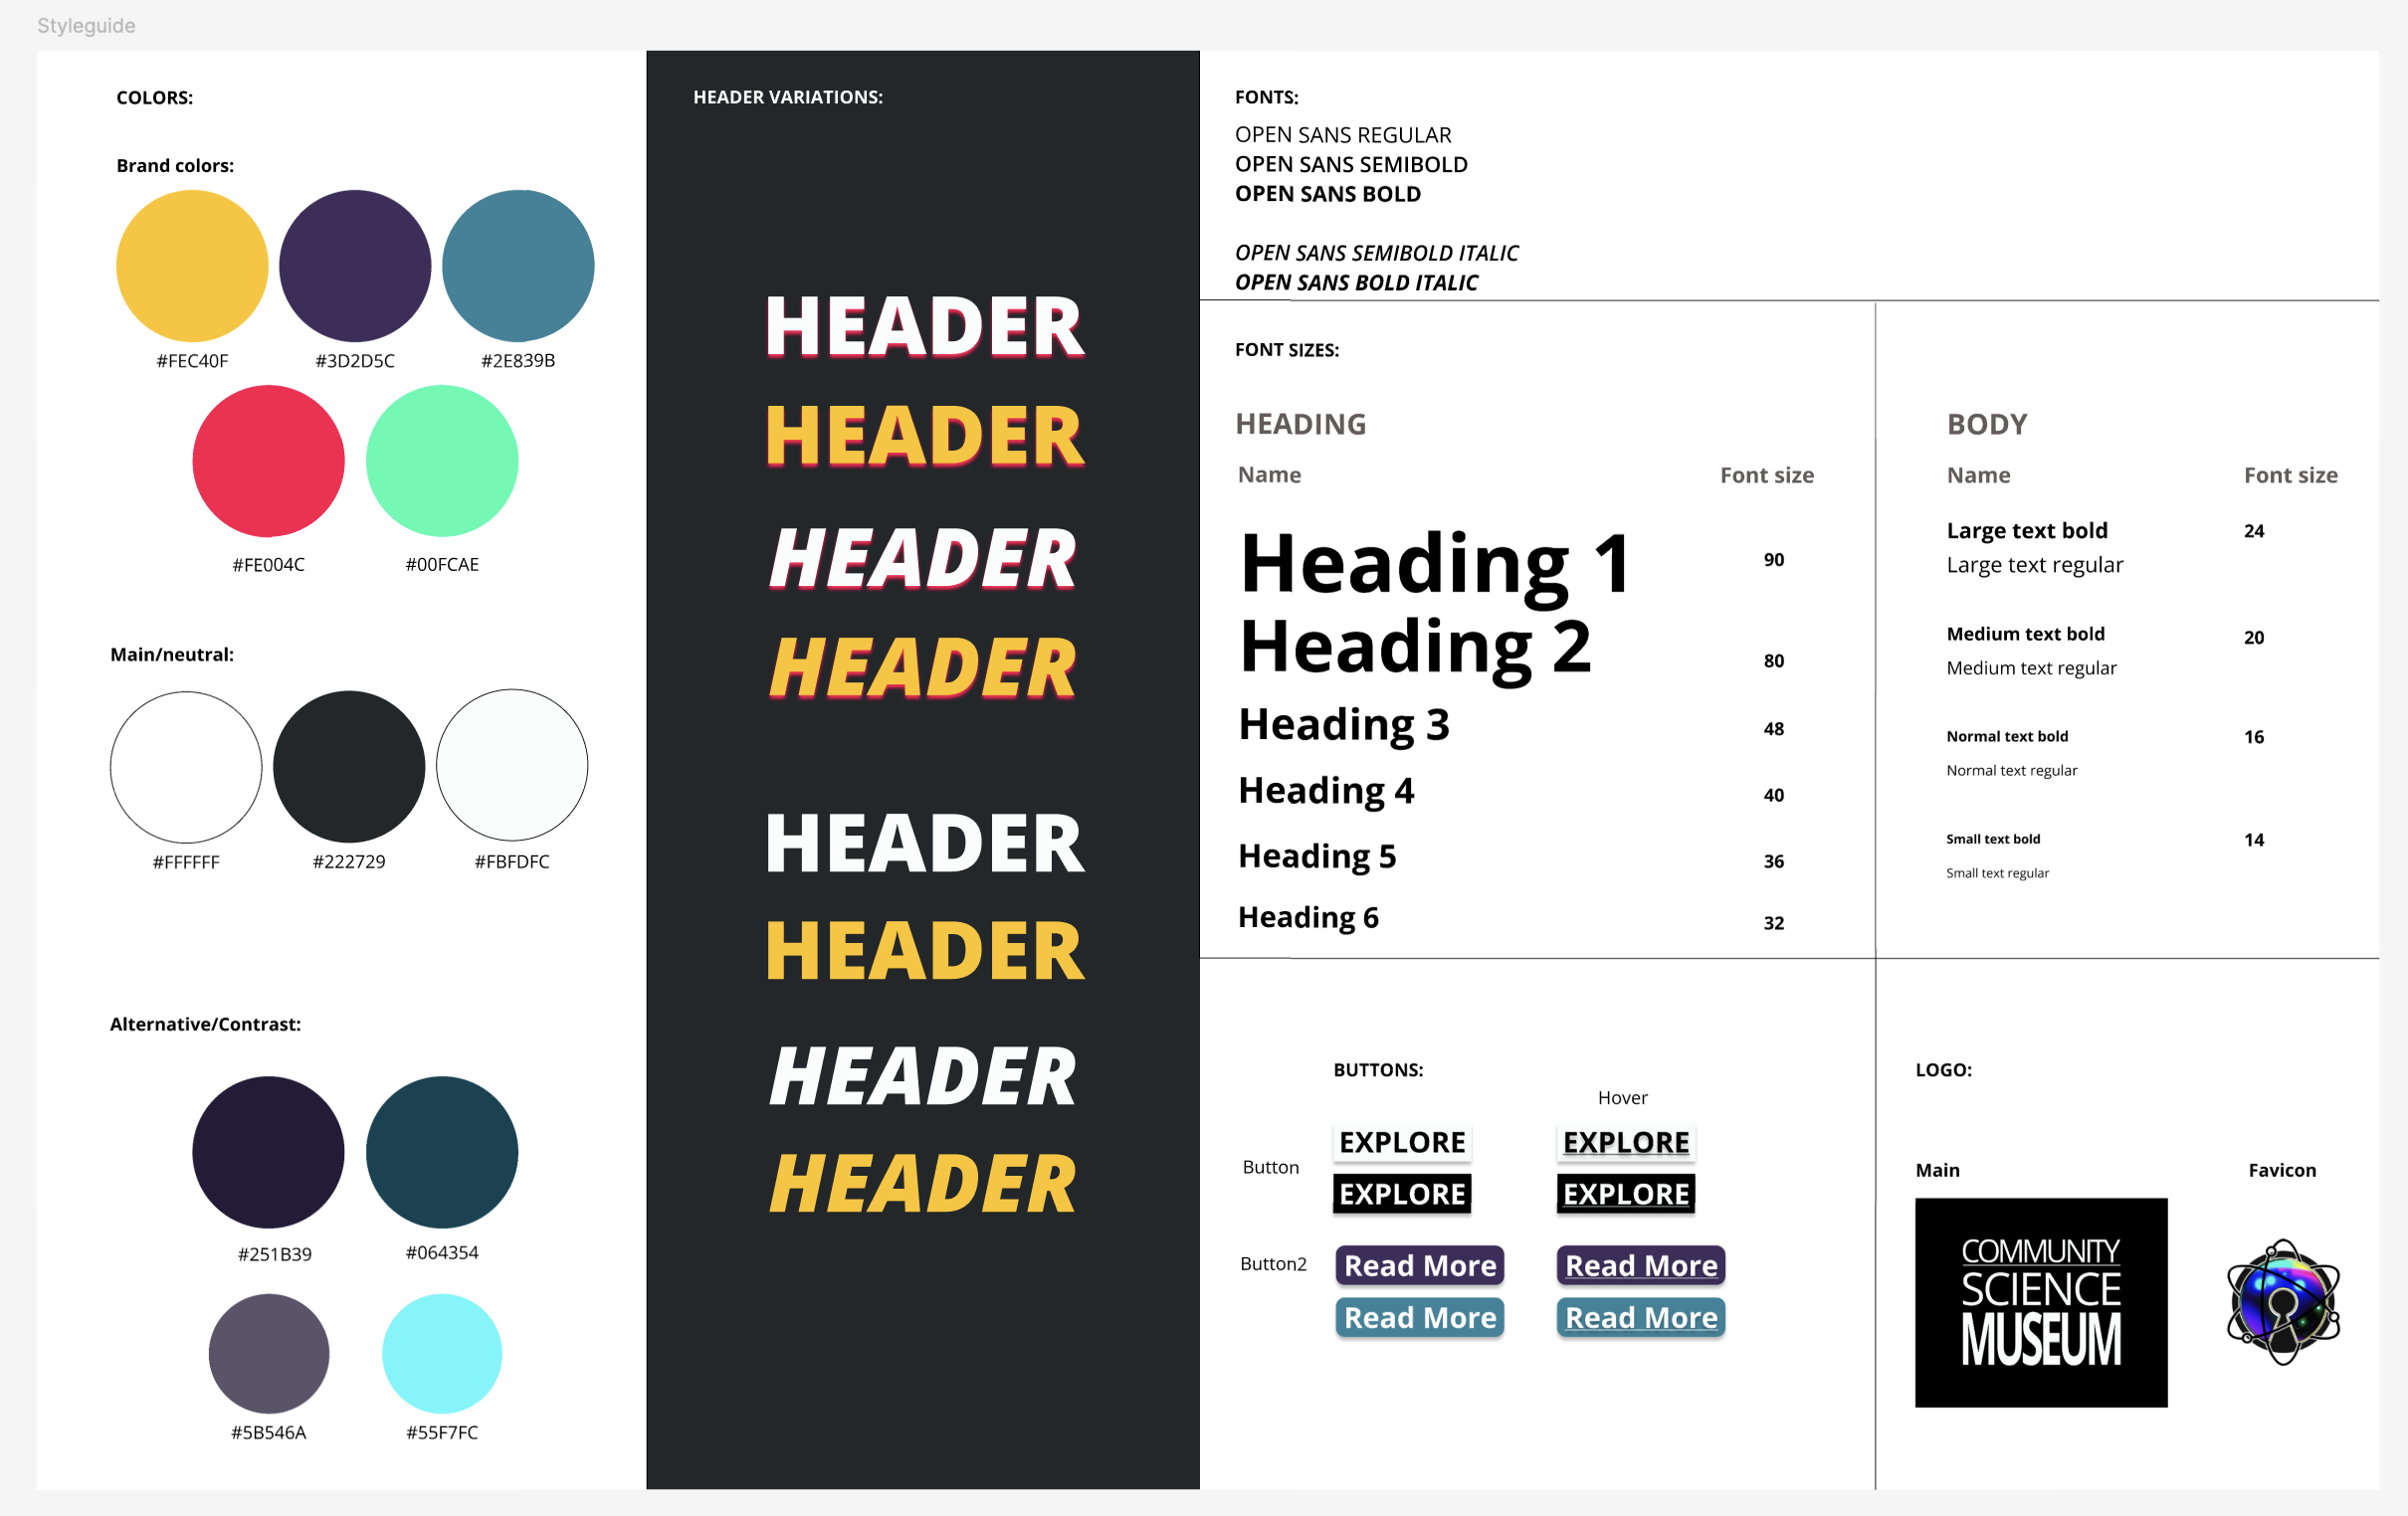 Styleguide
COLORS:
Brand colors:
#FEC40F
#3D2D5C
#2E839B
#FE004C
#00FCAE
Main/neutral:
#FFFFFF
#222729
#FBFDFC
Alternative/Contrast:
#251B39
#064354
#5B546A
#55F7FC
HEADER VARIATIONS:
HEADER
HEADER
HEADER
HEADER
HEADER
HEADER
HEADER
HEADER
FONTS:
OPEN SANS REGULAR
OPEN SANS SEMIBOLD
OPEN SANS BOLD
OPEN SANS SEMIBOLD ITALIC
OPEN SANS BOLD ITALIC
FONT SIZES:
HEADING
Name Font size
Heading 1 90
Heading 2 80
Heading 3 48
Heading 4 40
Heading 5 36
Heading 6 32
BODY
Name Font size
Large text bold 24
Large text regular
Medium text bold 20
Medium text regular
Normal text bold 16
Normal text regular
Small text bold 14
Small text regular
BUTTONS:
Hover
Button
EXPLORE EXPLORE
EXPLORE EXPLORE
Button2
Read More Read More
Read More Read More
LOGO:
Main Favicon
COMMUNITY
SCIENCE
MUSEUM